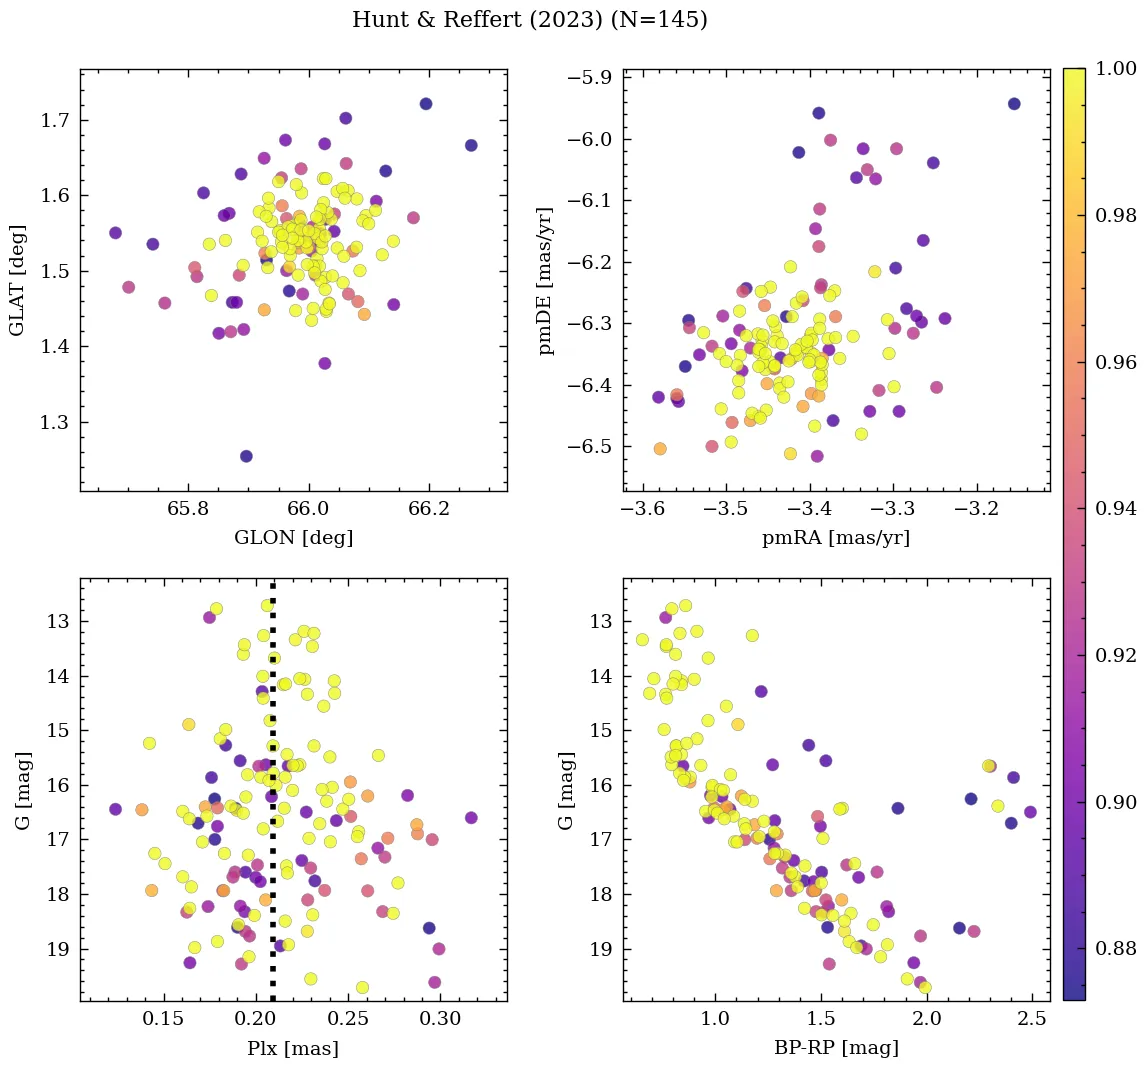 Hunt & Reffert (2023) (N=145)
1.7
1.6
1.5
1.4
1.3
GLAT [deg]
65.8 66.0 66.2
GLON [deg]
−5.9
−6.0
−6.1
−6.2
−6.3
−6.4
−6.5
pmDE [mas/yr]
−3.6 −3.5 −3.4 −3.3 −3.2
pmRA [mas/yr]
13
14
15
16
17
18
19
G [mag]
0.15 0.20 0.25 0.30
Plx [mas]
13
14
15
16
17
18
19
G [mag]
1.0 1.5 2.0 2.5
BP-RP [mag]
1.00
0.98
0.96
0.94
0.92
0.90
0.88